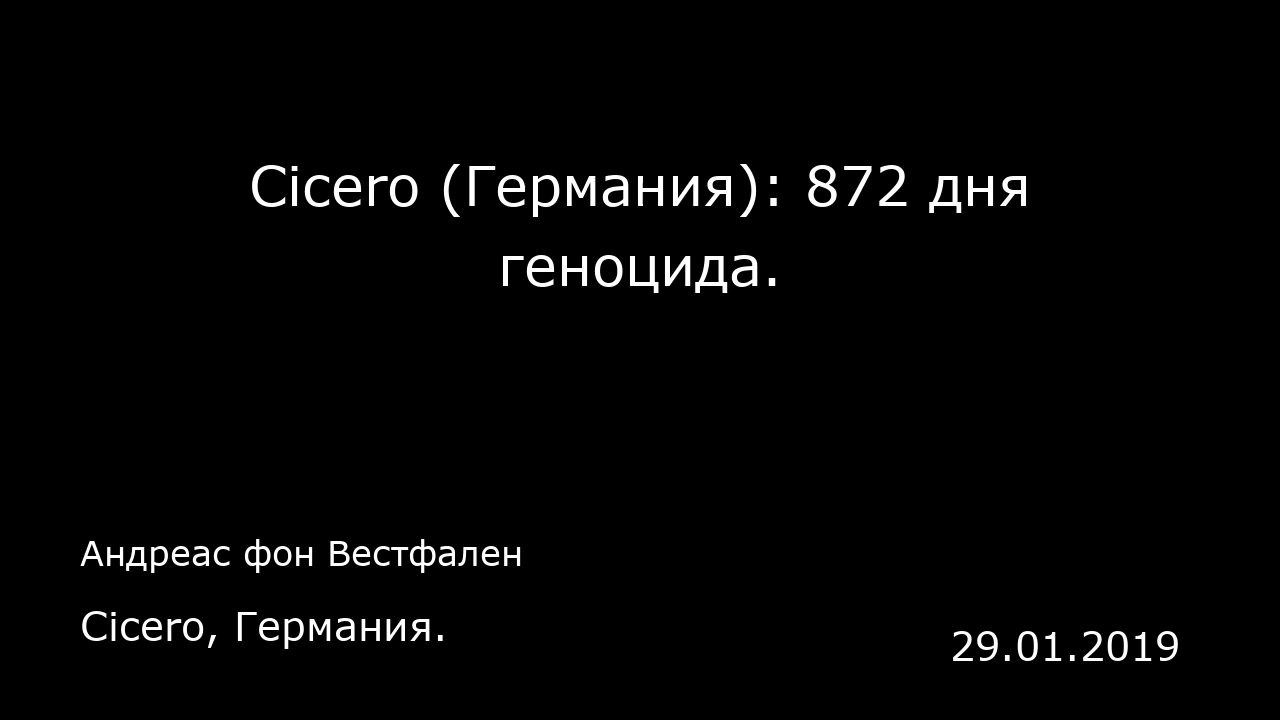 Cicero (Германия): 872 дня
геноцида.
Андреас фон Вестфален
Cicero, Германия.
29.01.2019